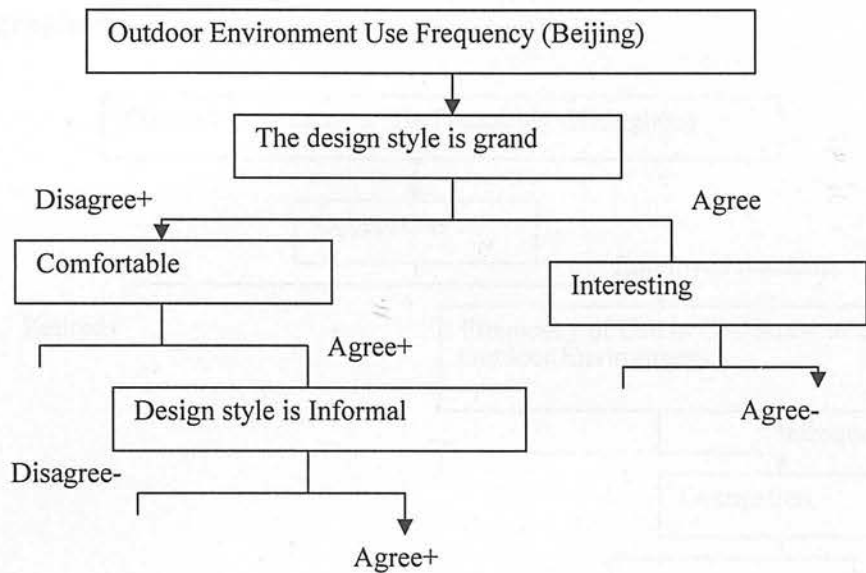 Outdoor Environment Use Frequency (Beijing)
The design style is grand
Disagree+
Agree
Comfortable
Interesting
Agree+
Design style is Informal
Agree-
Disagree-
Agree+